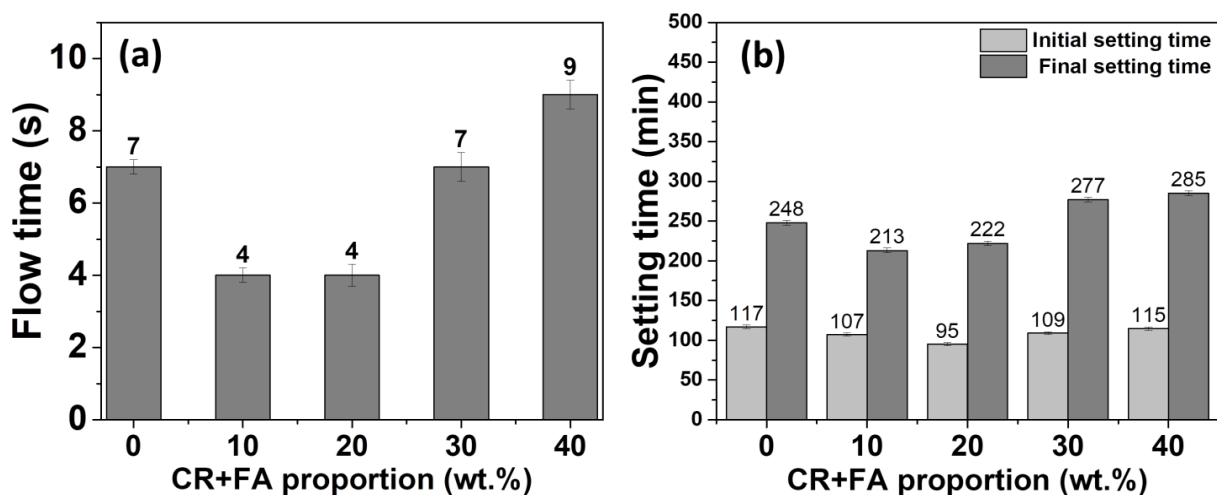 (a)
Flow time (s)
10
8
6
4
2
0
7
4
4
7
9
0 10 20 30 40
CR+FA proportion (wt.%)
(b)
Initial setting time
Final setting time
Setting time (min)
500
450
400
350
300
250
200
150
100
50
0
117 248
107 213
95 222
109 277
115 285
0 10 20 30 40
CR+FA proportion (wt.%)